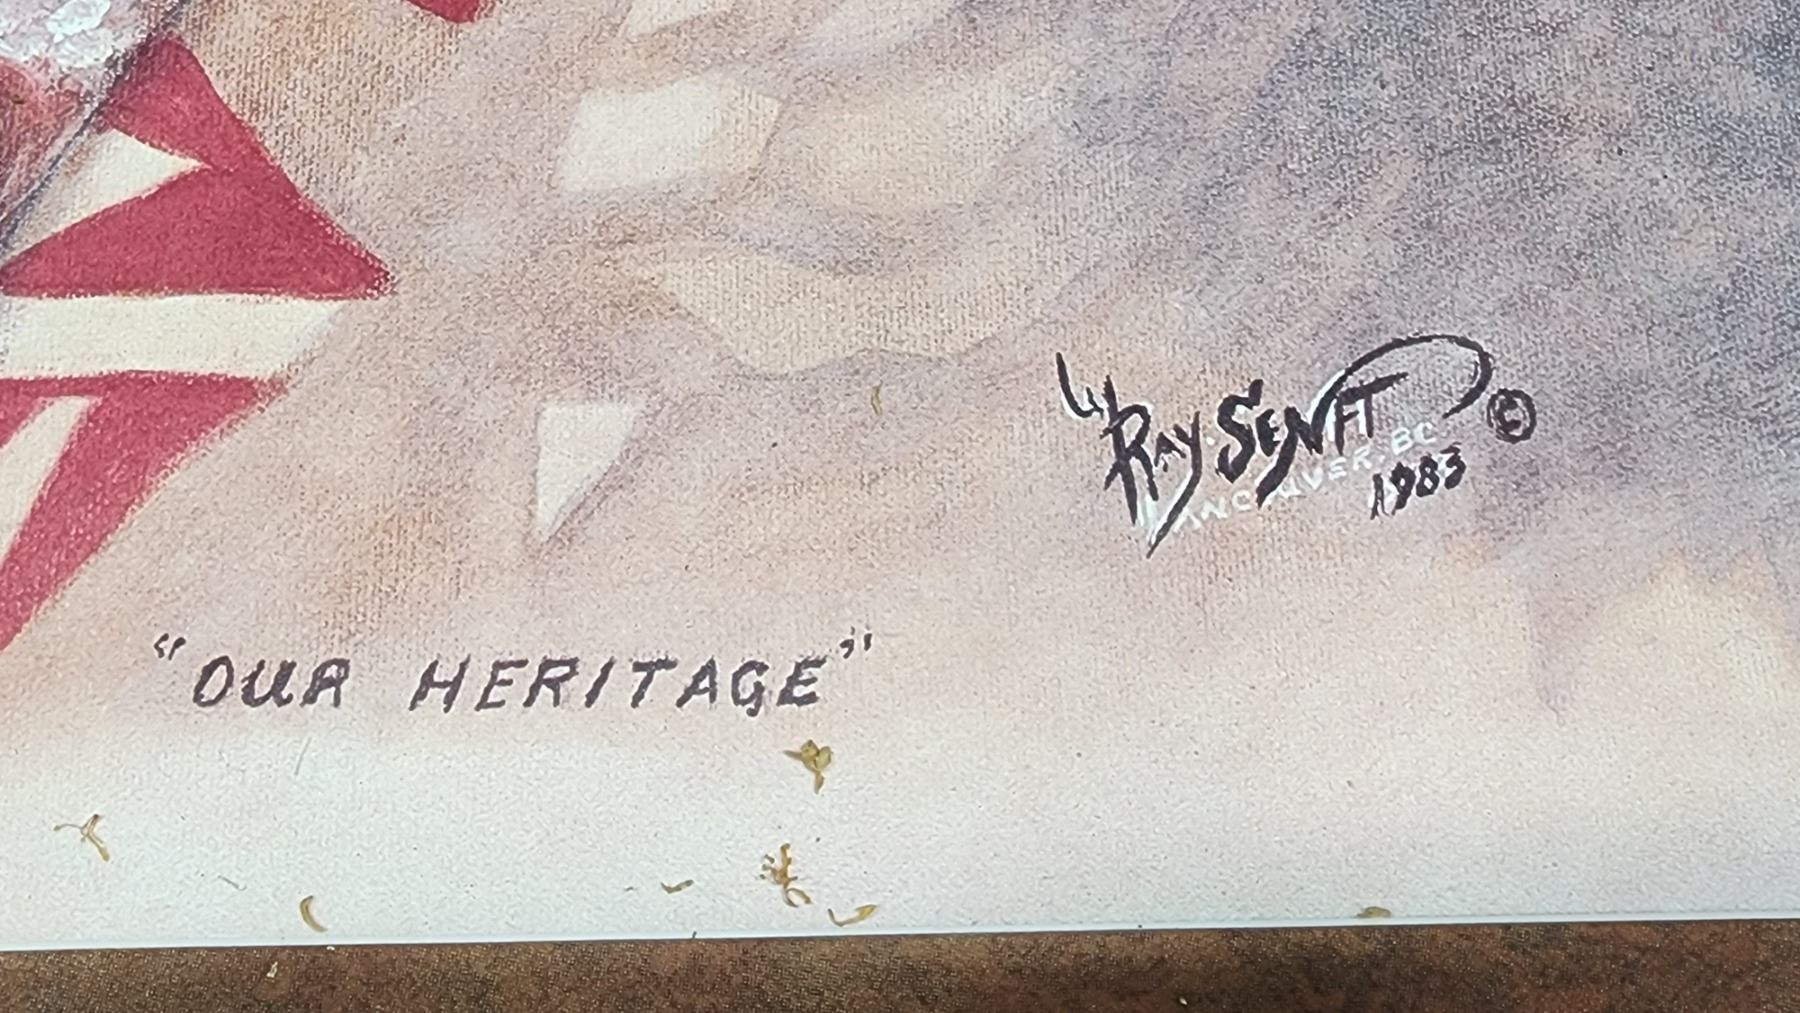 RAY SENFT ©
VANCOUVER. BC
1983
"OUR HERITAGE"